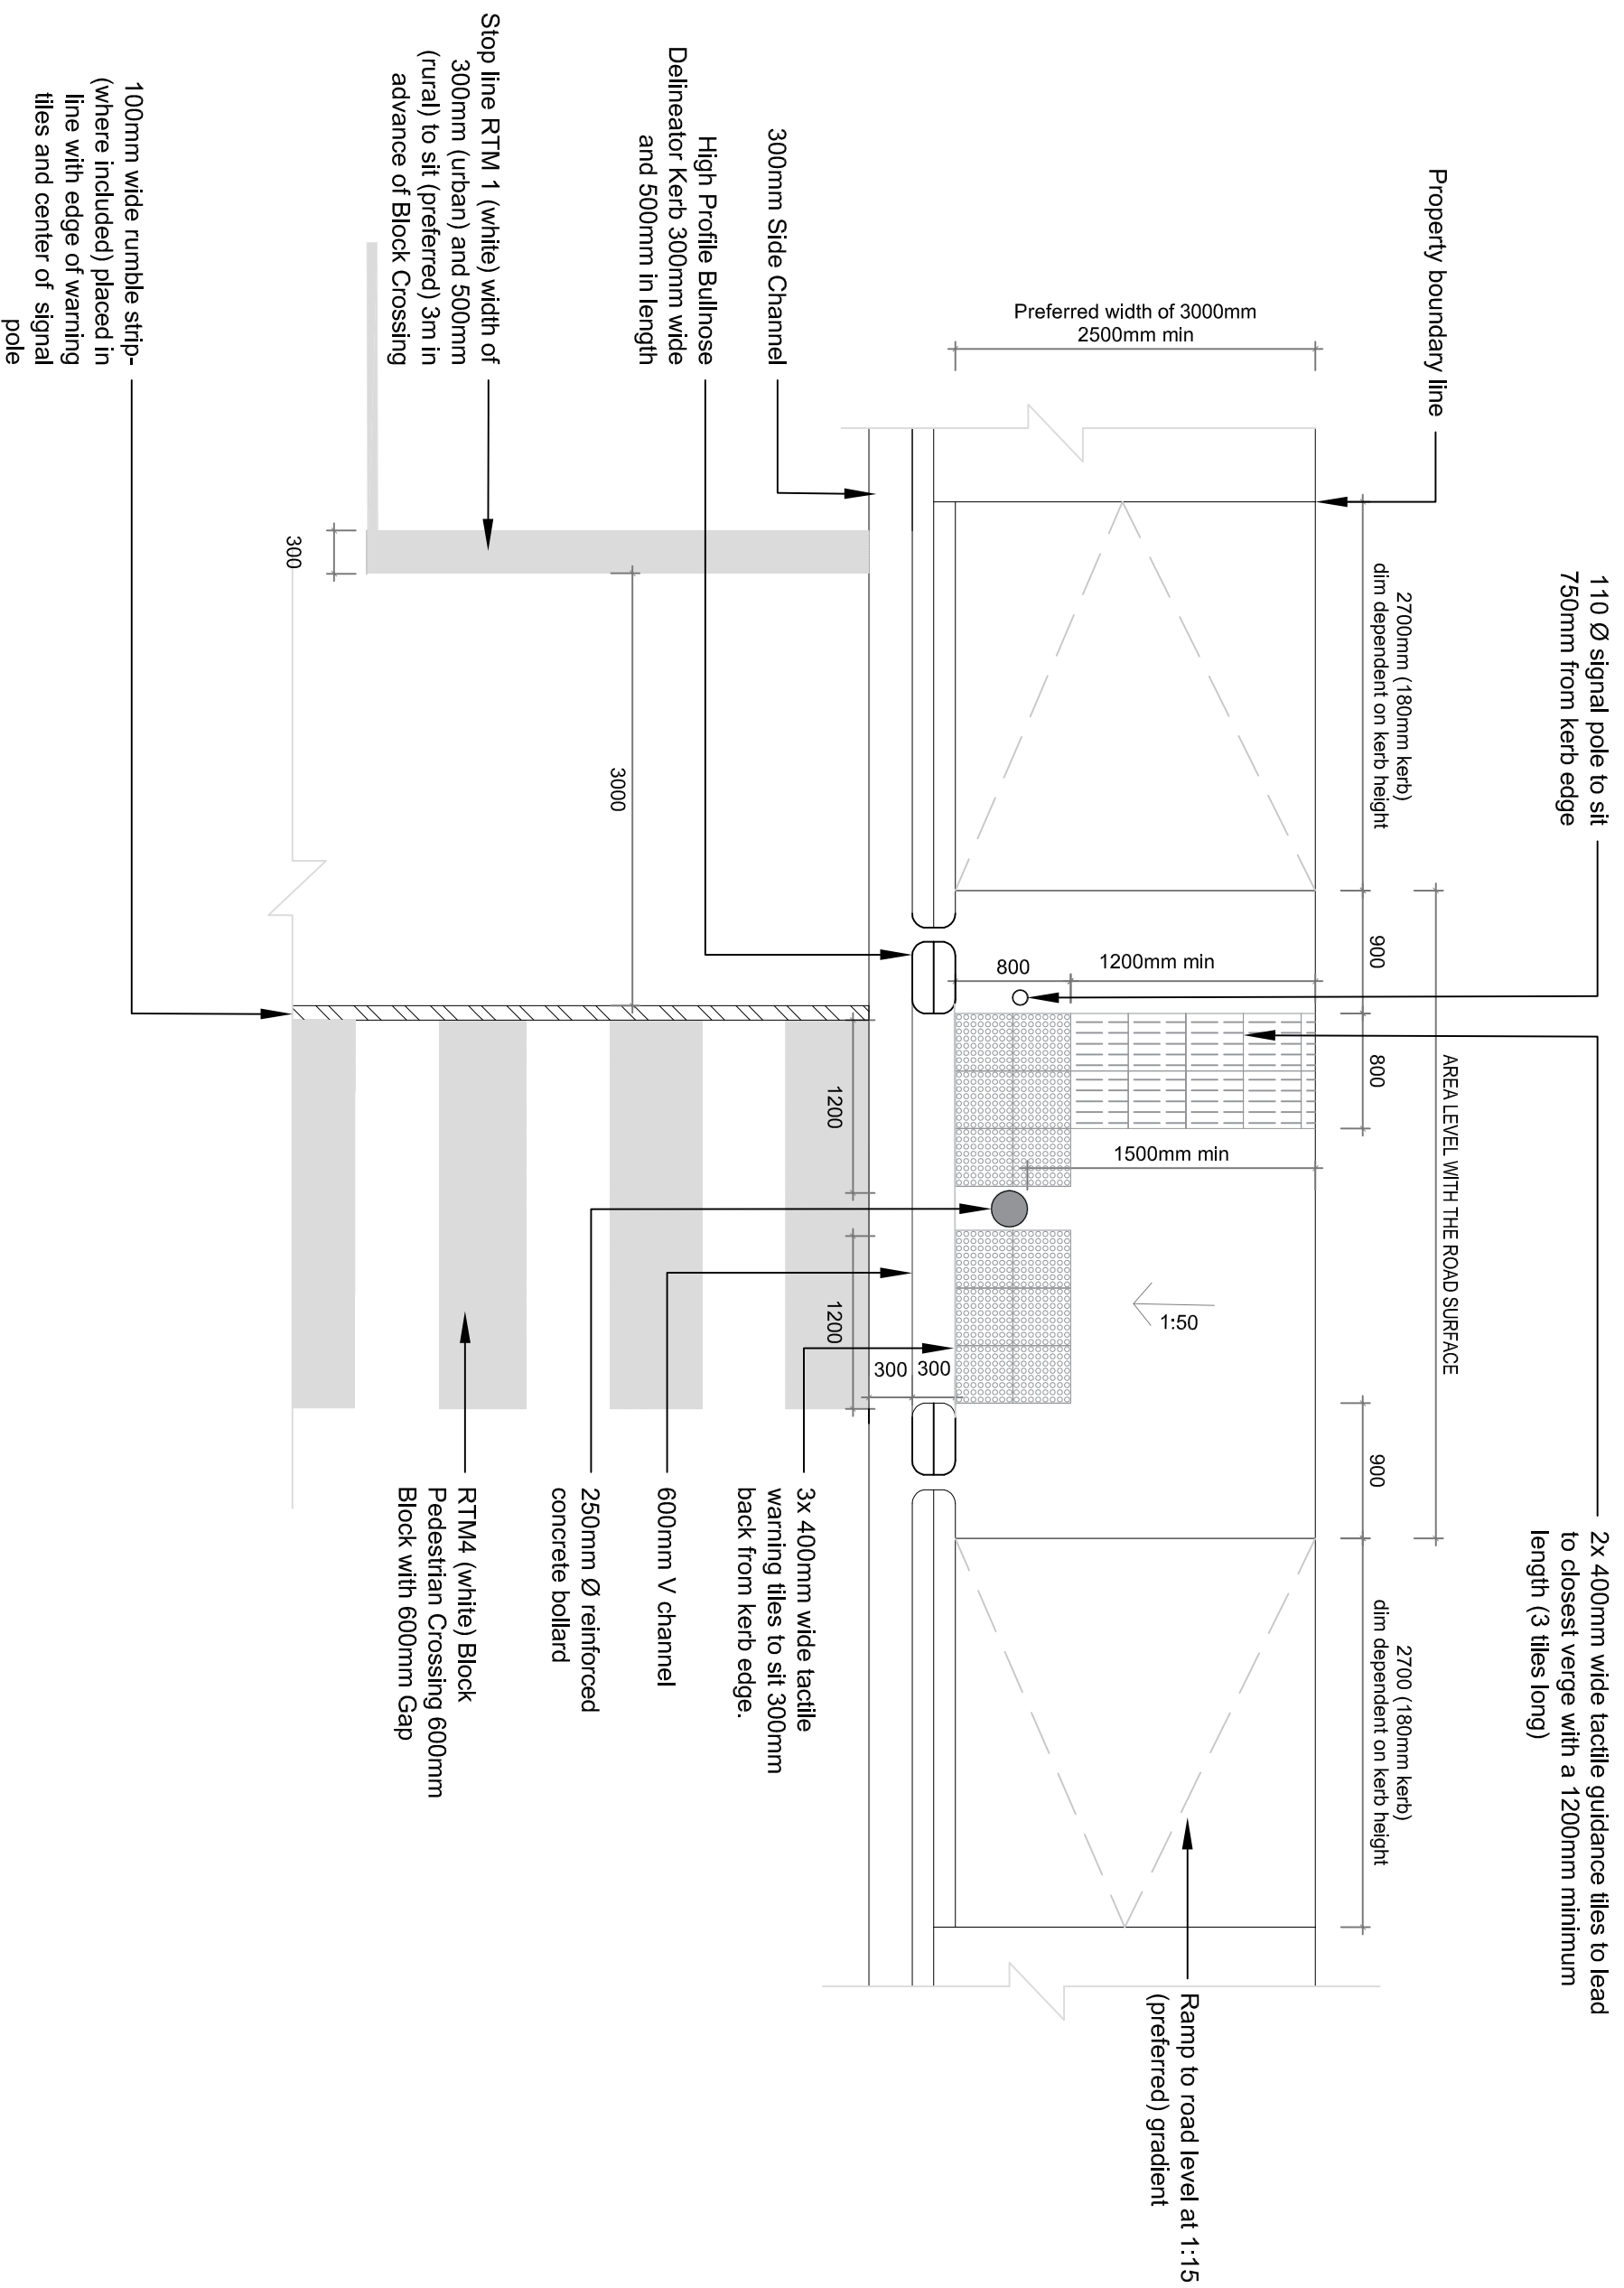 Property boundary line
Preferred width of 3000mm
2500mm min
300mm Side Channel
High Profile Bullnose
Delineator Kerb 300mm wide
and 500mm in length
Stop line RTM 1 (white) width of
300mm (urban) and 500mm
(rural) to sit (preferred) 3m in
advance of Block Crossing
100mm wide rumble strip-
(where included) placed in
line with edge of warning
tiles and center of signal
pole
110 Ø signal pole to sit
750mm from kerb edge
2700mm (180mm kerb)
dim dependent on kerb height
300
3000
900
800
1200mm min
800
AREA LEVEL WITH THE ROAD SURFACE
1500mm min
1200
1200
1:50
300
300
900
2x 400mm wide tactile guidance tiles to lead
to closest verge with a 1200mm minimum
length (3 tiles long)
2700 (180mm kerb)
dim dependent on kerb height
3x 400mm wide tactile
warning tiles to sit 300mm
back from kerb edge.
600mm V channel
250mm Ø reinforced
concrete bollard
RTM4 (white) Block
Pedestrian Crossing 600mm
Block with 600mm Gap
Ramp to road level at 1:15
(preferred) gradient